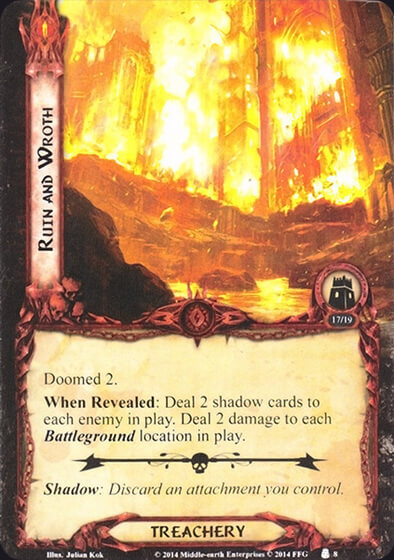 RUIN AND WROTH
17/19
Doomed 2.
When Revealed: Deal 2 shadow cards to
each enemy in play. Deal 2 damage to each
Battleground location in play.
Shadow: Discard an attachment you control.
TREACHERY
Illus. Julian Kok
© 2014 Middle-earth Enterprises © 2014 FFG
8